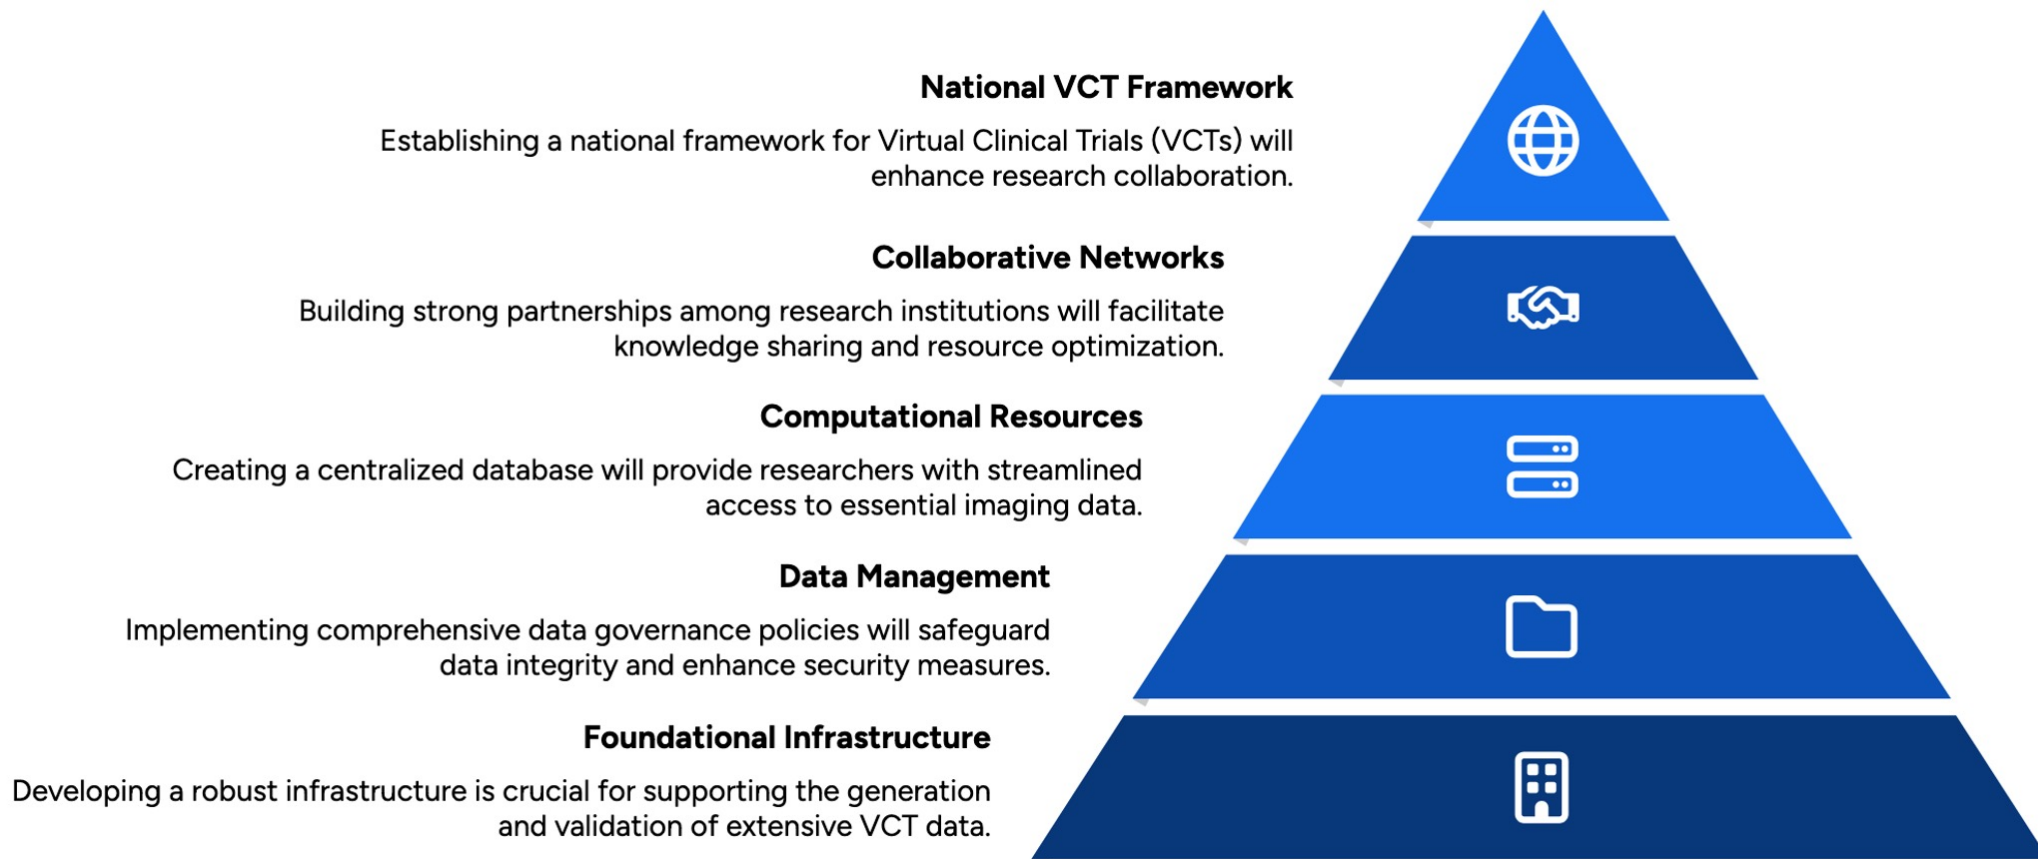 National VCT Framework
Establishing a national framework for Virtual Clinical Trials (VCTs) will
enhance research collaboration.
Collaborative Networks
Building strong partnerships among research institutions will facilitate
knowledge sharing and resource optimization.
Computational Resources
Creating a centralized database will provide researchers with streamlined
access to essential imaging data.
Data Management
Implementing comprehensive data governance policies will safeguard
data integrity and enhance security measures.
Foundational Infrastructure
Developing a robust infrastructure is crucial for supporting the generation
and validation of extensive VCT data.